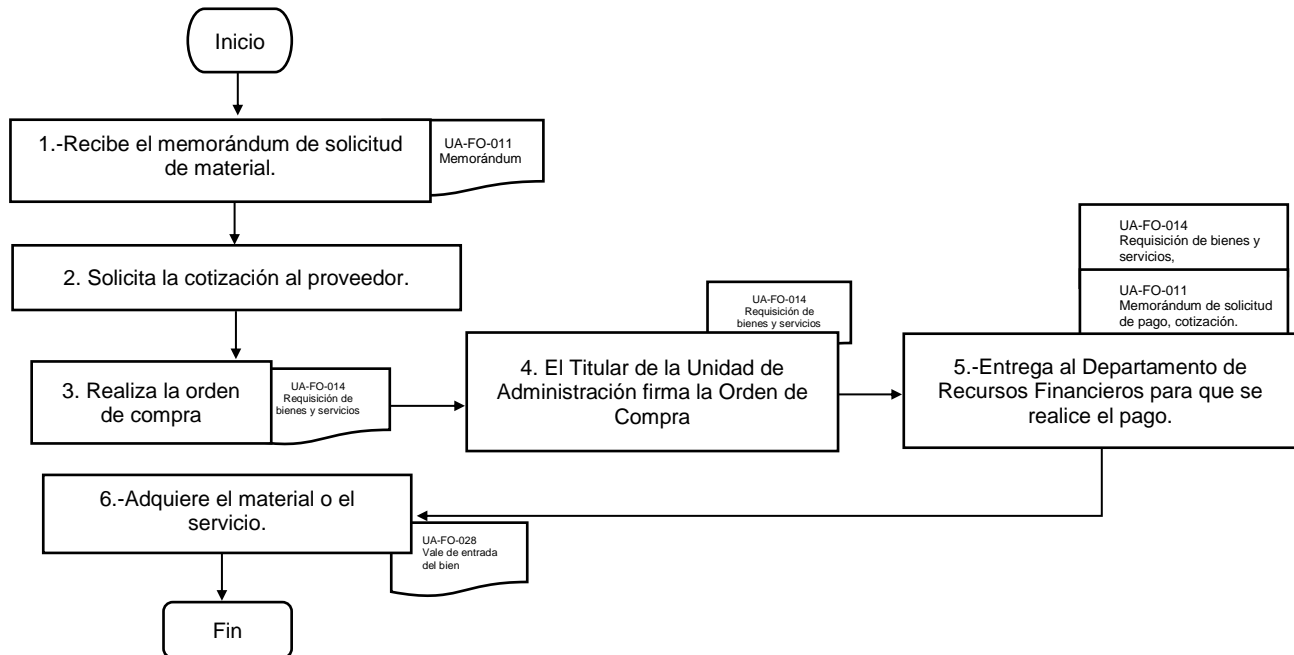 Inicio
1.-Recibe el memorándum de solicitud
de material.
UA-FO-011
Memorándum
2. Solicita la cotización al proveedor.
3. Realiza la orden
de compra
UA-FO-014
Requisición de
bienes y servicios
4. El Titular de la Unidad de
Administración firma la Orden de
Compra
UA-FO-014
Requisición de
bienes y servicios
UA-FO-014
Requisición de bienes y
servicios,
UA-FO-011
Memorándum de solicitud
de pago, cotización.
5.-Entrega al Departamento de
Recursos Financieros para que se
realice el pago.
6.-Adquiere el material o el
servicio.
UA-FO-028
Vale de entrada
del bien
Fin